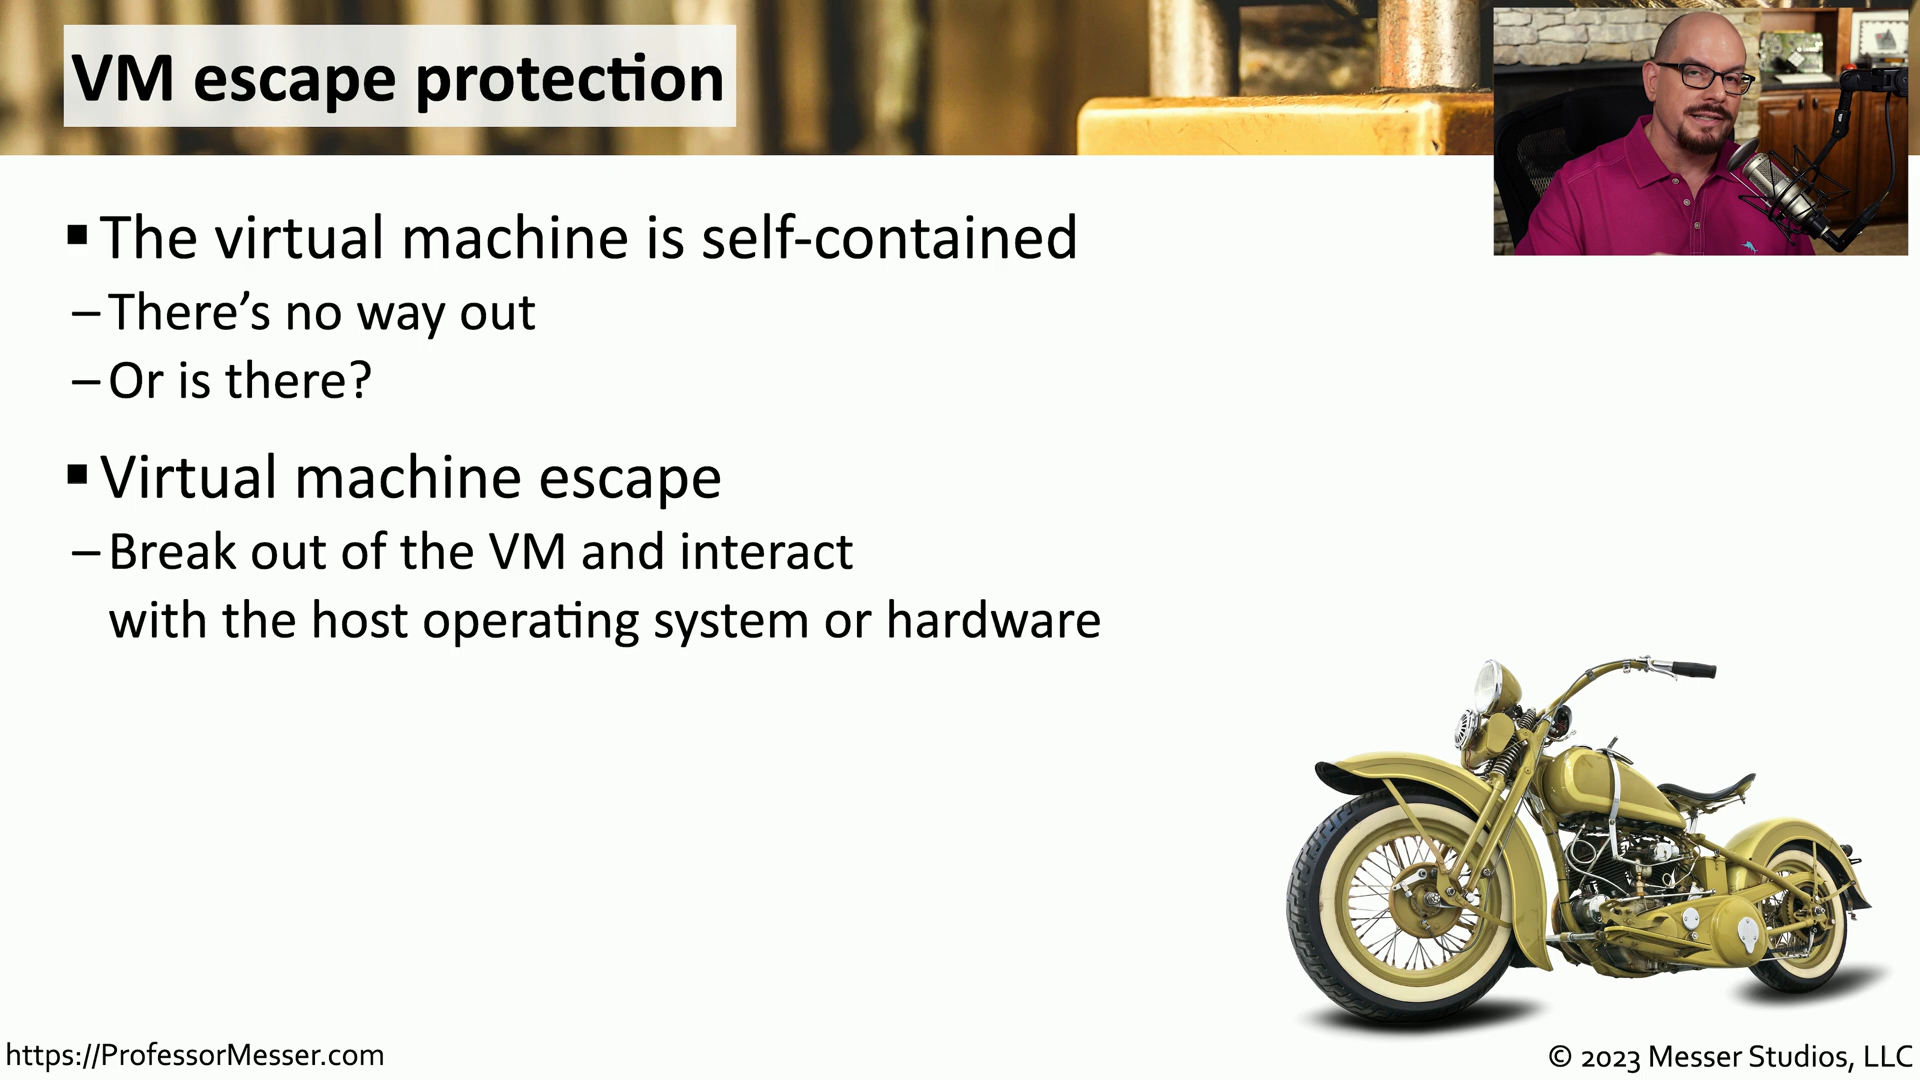 VM escape protection
▪ The virtual machine is self-contained
– There’s no way out
– Or is there?
▪ Virtual machine escape
– Break out of the VM and interact
with the host operating system or hardware
https://ProfessorMesser.com
© 2023 Messer Studios, LLC